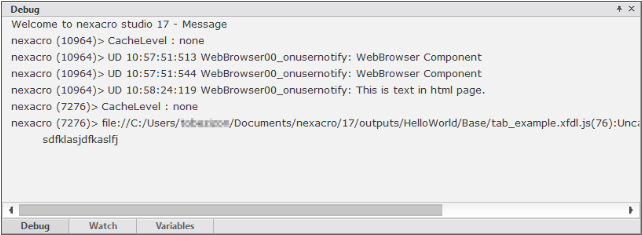 Debug
Welcome to nexacro studio 17 - Message
nexacro (10964)> CacheLevel : none
nexacro (10964)> UD 10:57:51:513 WebBrowser00_onusernotify: WebBrowser Component
nexacro (10964)> UD 10:57:51:544 WebBrowser00_onusernotify: WebBrowser Component
nexacro (10964)> UD 10:58:24:119 WebBrowser00_onusernotify: This is text in html page.
nexacro (7276)> CacheLevel : none
nexacro (7276)> file://C:/Users/ /Documents/nexacro/17/outputs/HelloWorld/Base/tab_example.xfdl.js(76):Unca
sdfklasjdfkaslfj
Debug Watch Variables